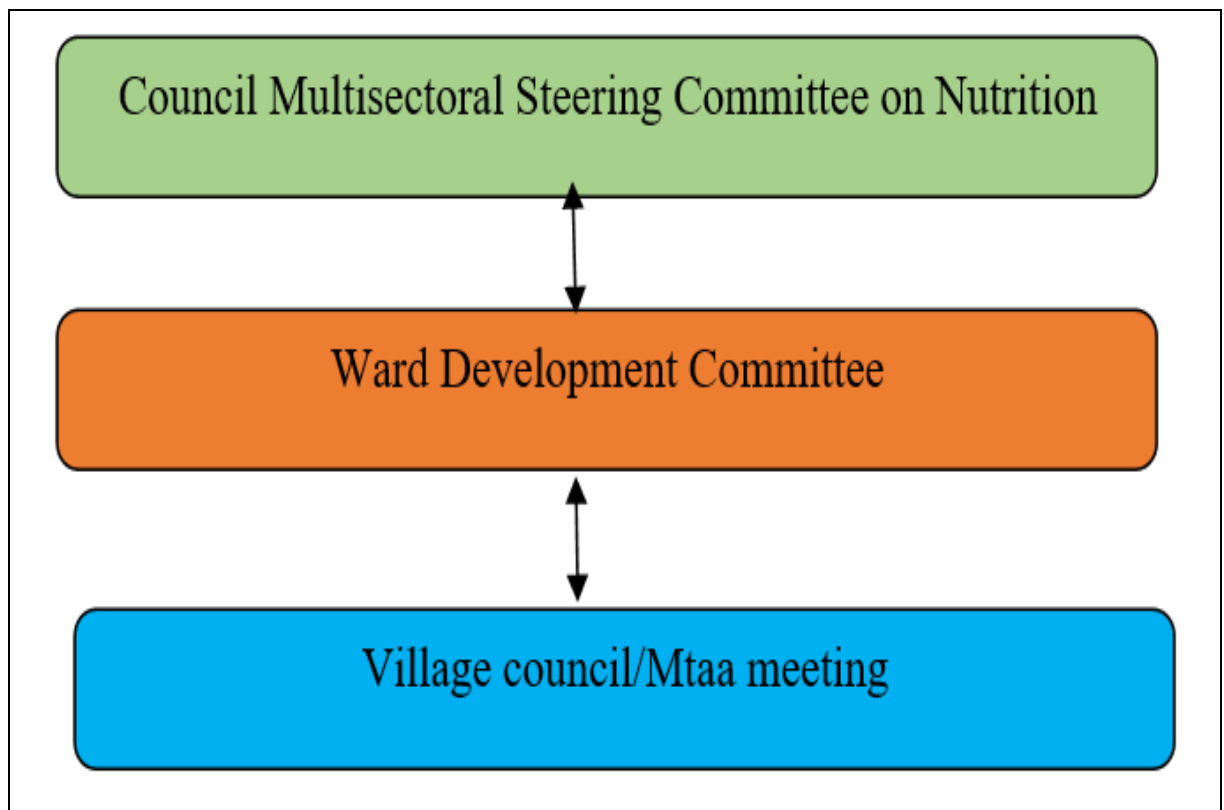 Council Multisectoral Steering Committee on Nutrition
Ward Development Committee
Village council/Mtaa meeting